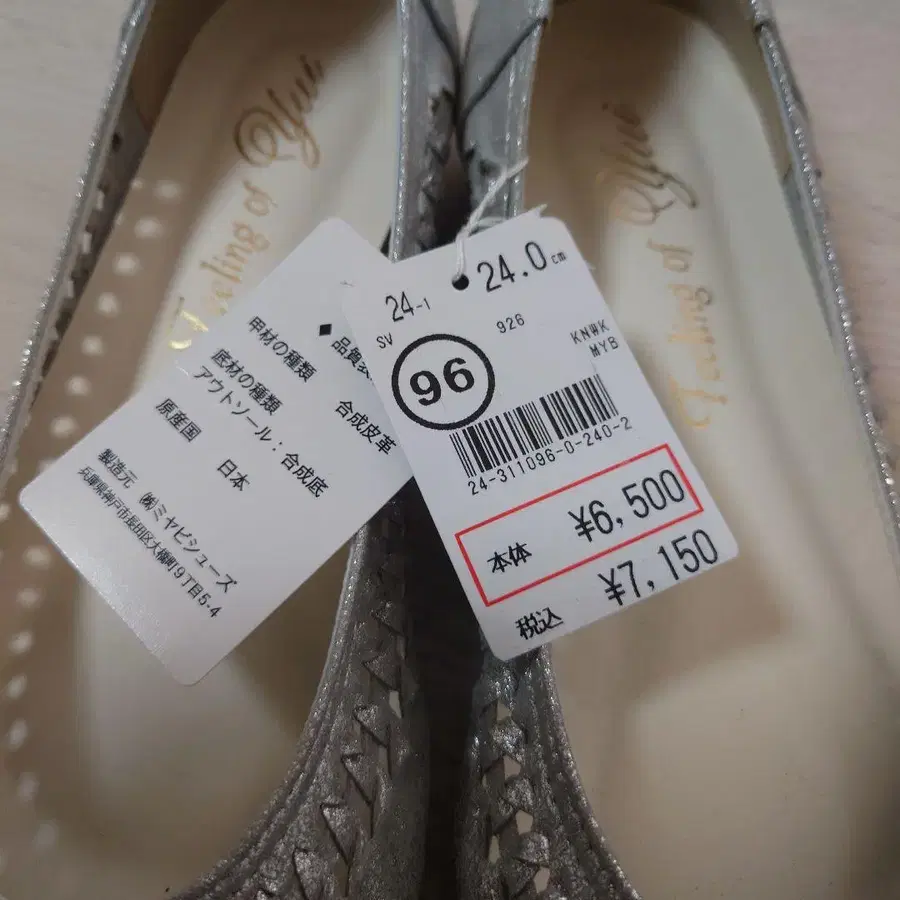 Feeling of Yui
Feeling of Yui
◆品質表
甲材の種類
合成皮革
底材の種類
アウトソール：合成底
原産国 日本
製造元 ㈱ミヤビシューズ
兵庫県神戸市長田区大橋町9丁目5-4
24-1 24.0cm
SV 926 KNWK
MYB
96
24-311096-0-240-2
本体 ¥6,500
税込 ¥7,150